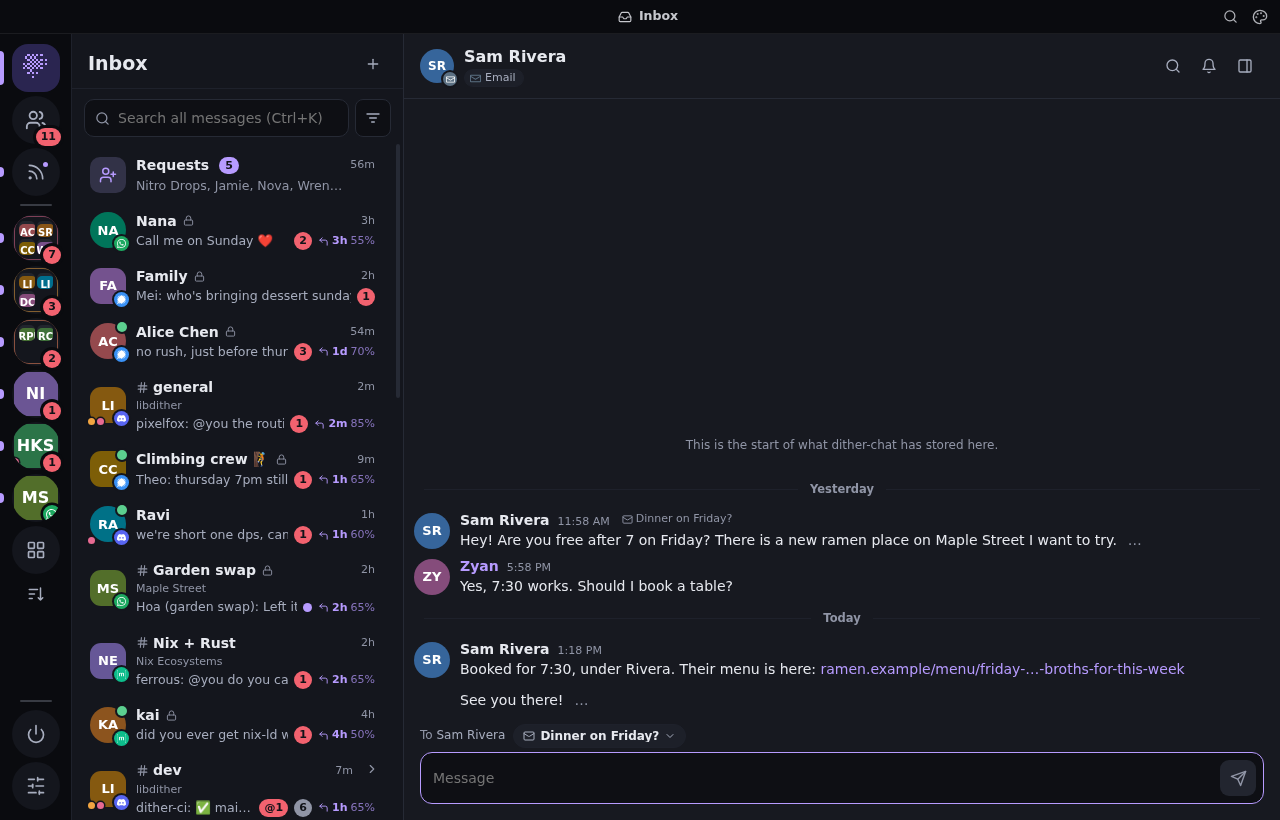 Inbox
Inbox
Search all messages (Ctrl+K)
11
AC SR
CC
7
LI LI
DC
3
RP RC
2
NI
1
HKS
1
MS
Requests 5 56m
Nitro Drops, Jamie, Nova, Wren…
NA
Nana 3h
Call me on Sunday ❤️ 2 3h 55%
FA
Family 2h
Mei: who's bringing dessert sunda 1
AC
Alice Chen 54m
no rush, just before thur 3 1d 70%
LI
# general 2m
libdither
pixelfox: @you the routi 1 2m 85%
CC
Climbing crew 🧗 9m
Theo: thursday 7pm still 1 1h 65%
RA
Ravi 1h
we're short one dps, can 1 1h 60%
MS
# Garden swap 2h
Maple Street
Hoa (garden swap): Left it 2h 65%
NE
# Nix + Rust 2h
Nix Ecosystems
ferrous: @you do you ca 1 2h 65%
KA
kai 4h
did you ever get nix-ld w 1 4h 50%
LI
# dev 7m
libdither
dither-ci: ✅ mai… @1 6 1h 65%
SR
Sam Rivera
Email
This is the start of what dither-chat has stored here.
Yesterday
SR
Sam Rivera 11:58 AM Dinner on Friday?
Hey! Are you free after 7 on Friday? There is a new ramen place on Maple Street I want to try. …
ZY
Zyan 5:58 PM
Yes, 7:30 works. Should I book a table?
Today
SR
Sam Rivera 1:18 PM
Booked for 7:30, under Rivera. Their menu is here: ramen.example/menu/friday-…-broths-for-this-week
See you there! …
To Sam Rivera Dinner on Friday?
Message